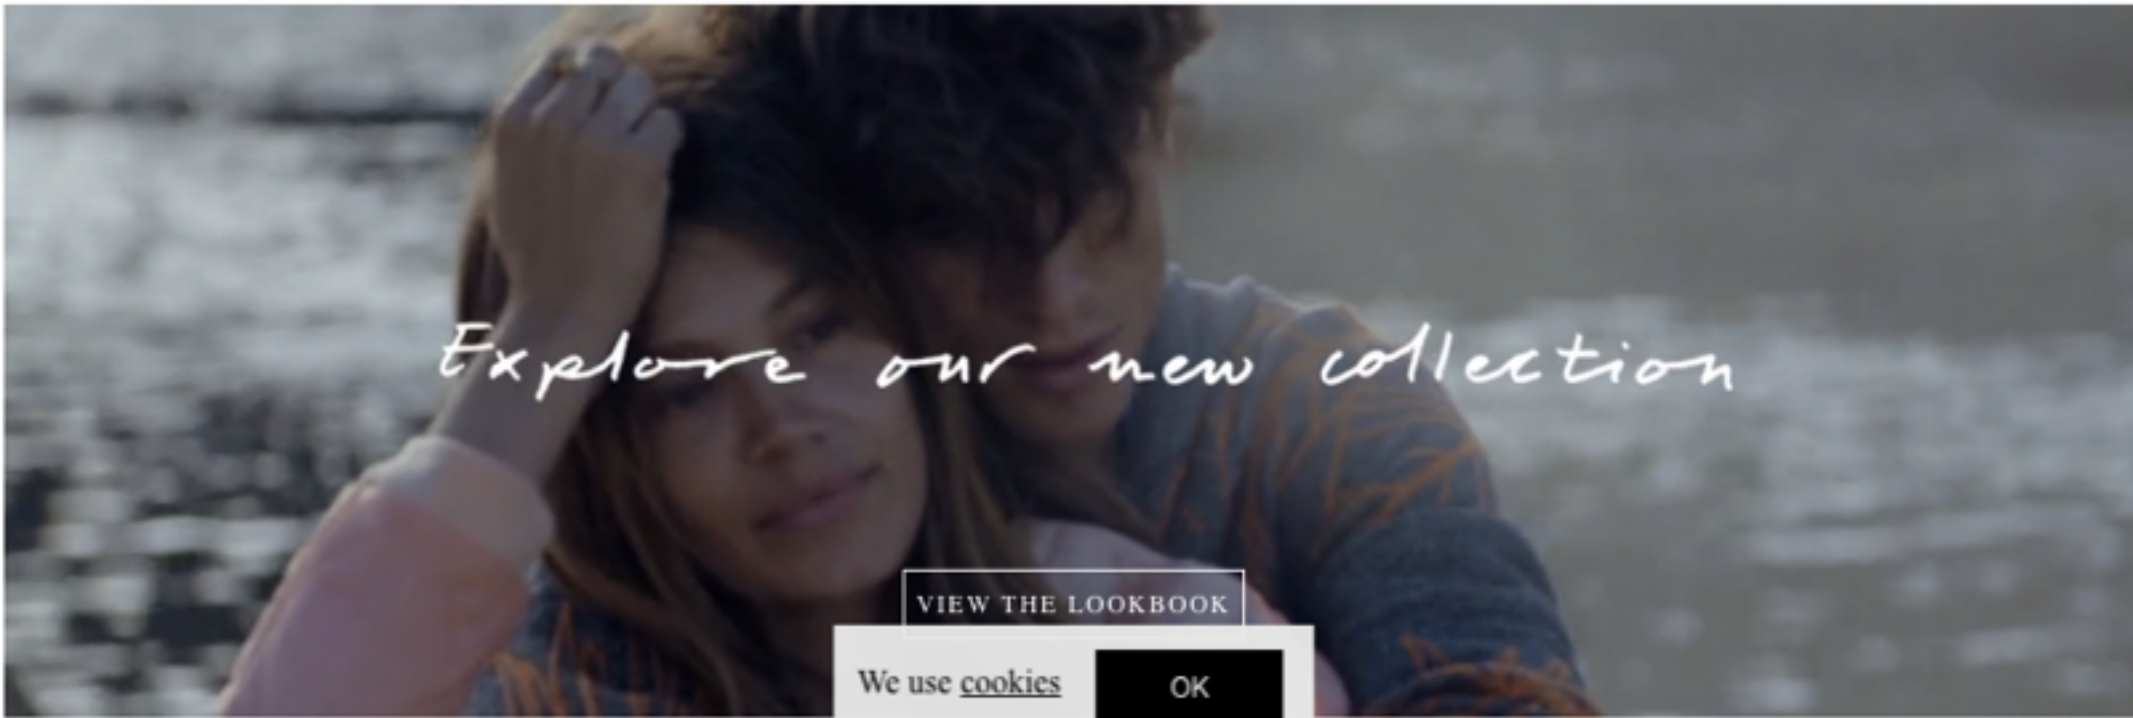 Explore our new collection
VIEW THE LOOKBOOK
We use cookies
OK